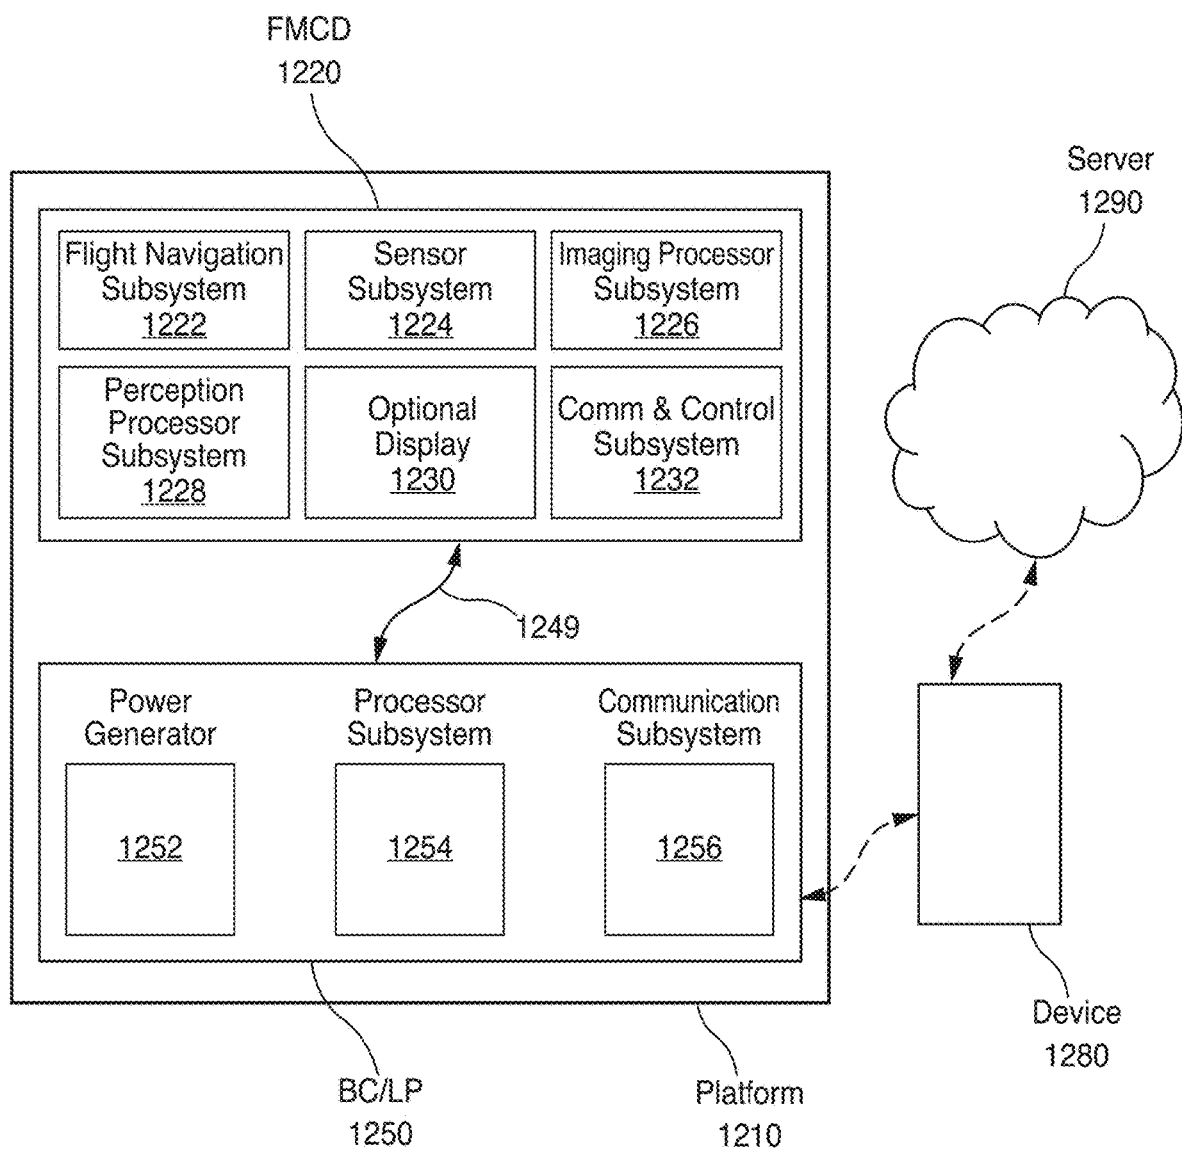 FMCD
1220
Server
1290
Flight Navigation
Subsystem
1222
Sensor
Subsystem
1224
Imaging Processor
Subsystem
1226
Perception
Processor
Subsystem
1228
Optional
Display
1230
Comm & Control
Subsystem
1232
1249
Power
Generator
1252
Processor
Subsystem
1254
Communication
Subsystem
1256
Device
1280
BC/LP
1250
Platform
1210